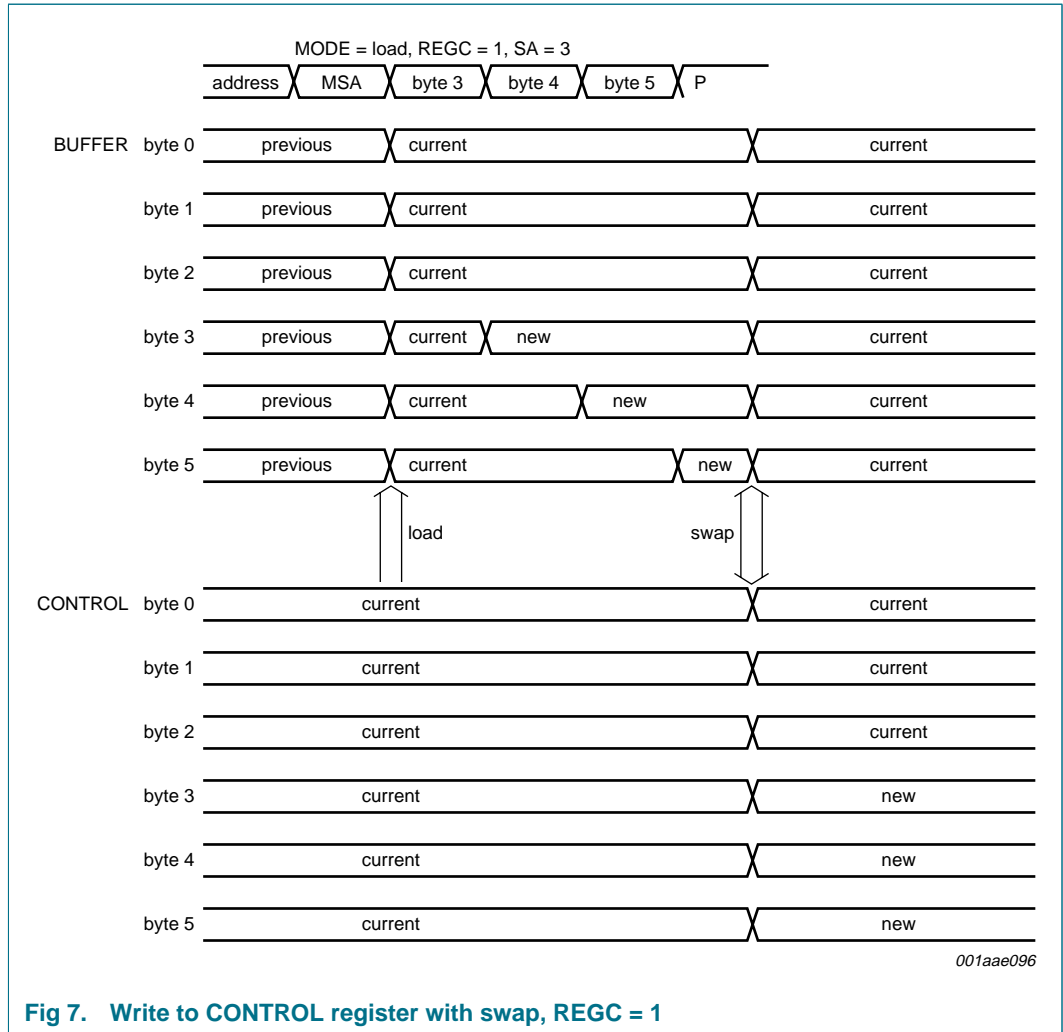 MODE = load, REGC = 1, SA = 3
address MSA byte 3 byte 4 byte 5 P
BUFFER byte 0 previous current current
byte 1 previous current current
byte 2 previous current current
byte 3 previous current new current
byte 4 previous current new current
byte 5 previous current new current
load swap
CONTROL byte 0 current current
byte 1 current current
byte 2 current current
byte 3 current new
byte 4 current new
byte 5 current new
001aae096
Fig 7. Write to CONTROL register with swap, REGC = 1